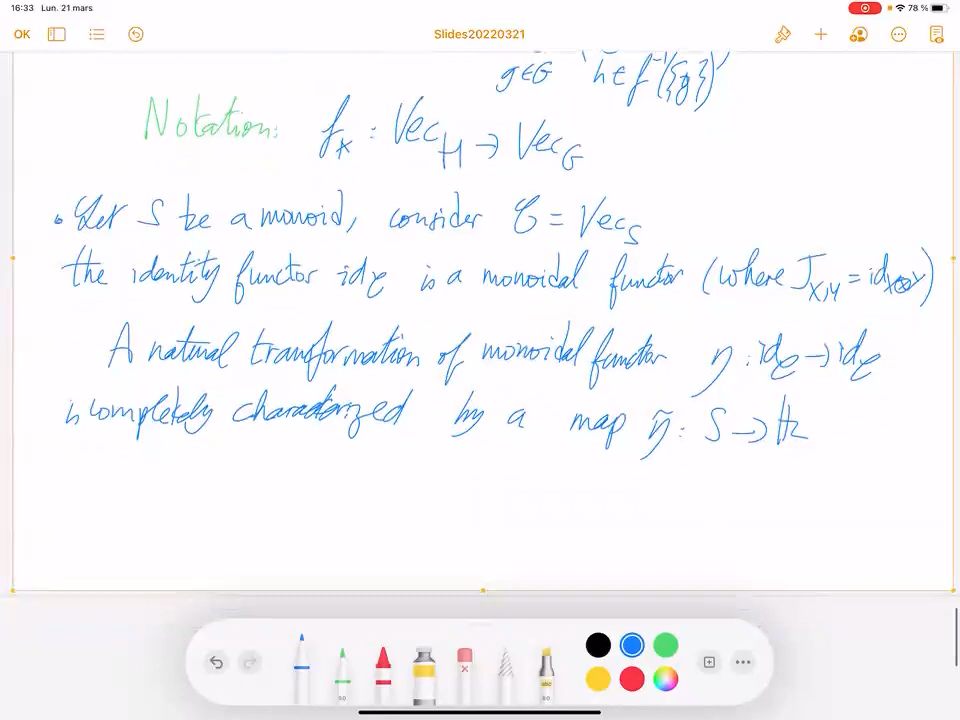 16:33 Lun. 21 mars 78 %
OK Slides20220321
g∈G h∈f⁻¹({g})
Notation: f_* : Vec_H → Vec_G
• Let S be a monoid, consider 𝒞 = Vec_S
the identity functor id_𝒞 is a monoidal functor (where J_{X,Y} = id_{X⊗Y})
A natural transformation of monoidal functor η : id_𝒞 → id_𝒞
is completely characterized by a map η̃ : S → k